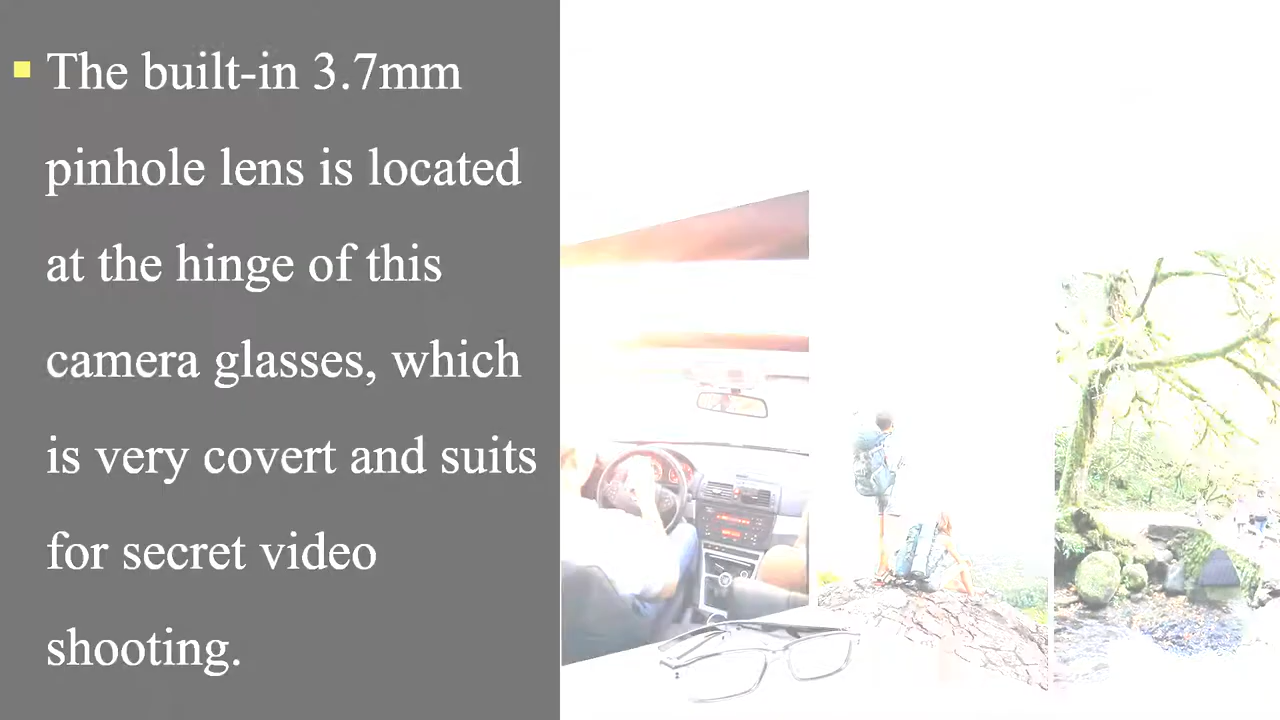 The built-in 3.7mm
pinhole lens is located
at the hinge of this
camera glasses, which
is very covert and suits
for secret video
shooting.